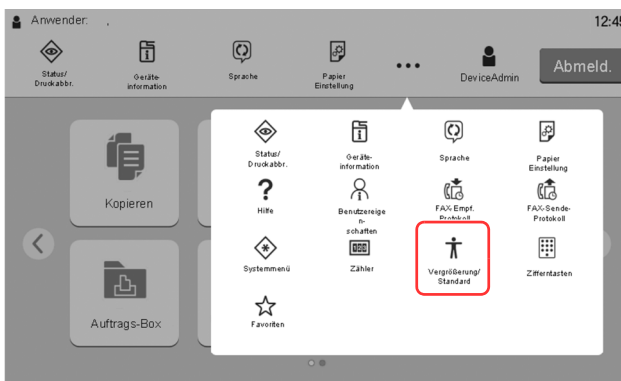 Anwender: ,
12:45
Status/
Druckabbr.
Geräte-
information
Sprache
Papier
Einstellung
DeviceAdmin
Abmeld.
Status/
Druckabbr.
Geräte-
information
Sprache
Papier
Einstellung
Hilfe
Benutzereige
n-
schaften
FAX-Empf.
Protokoll
FAX-Sende-
Protokoll
Systemmenü
Zähler
Vergrößerung/
Standard
Zifferntasten
Favoriten
Kopieren
Auftrags-Box